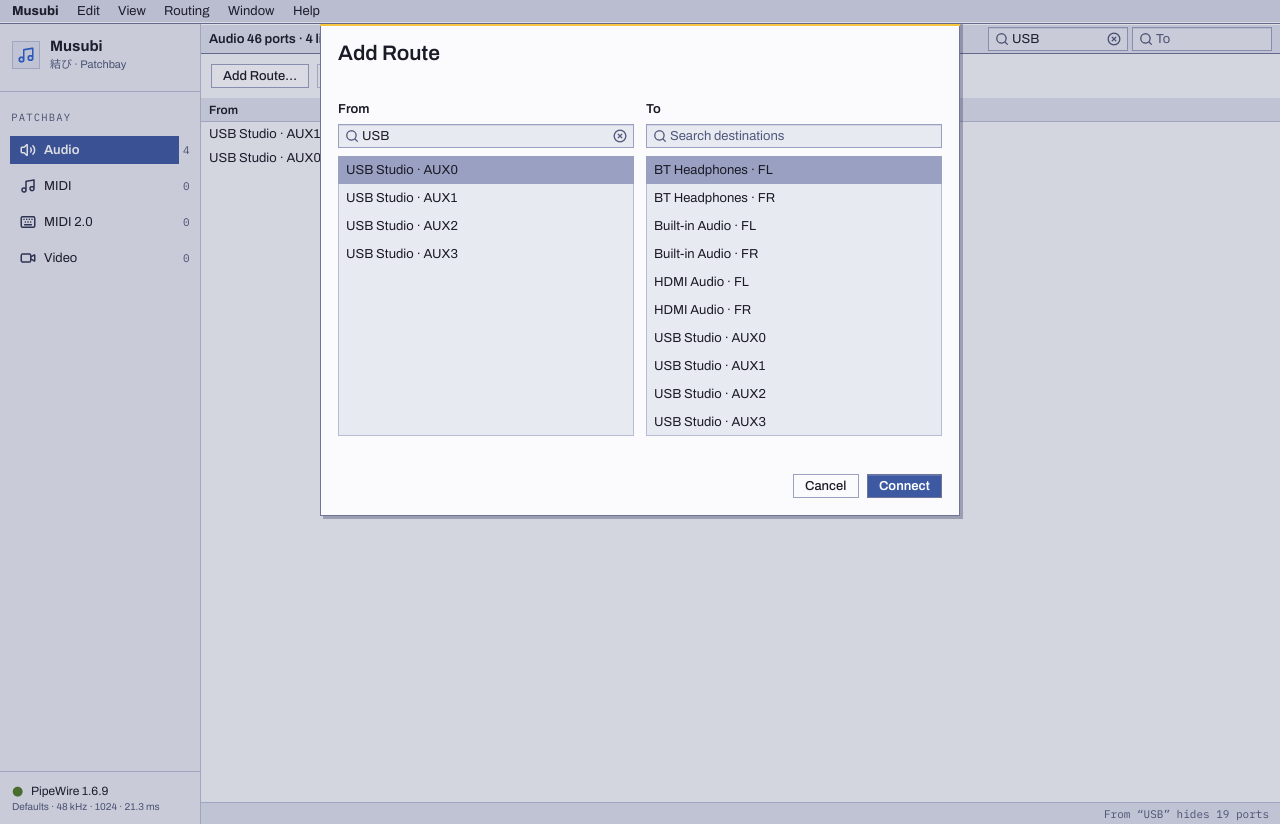 Musubi Edit View Routing Window Help
Musubi
結び · Patchbay
PATCHBAY
Audio 4
MIDI 0
MIDI 2.0 0
Video 0
PipeWire 1.6.9
Defaults · 48 kHz · 1024 · 21.3 ms
Audio 46 ports · 4
USB
To
Add Route…
From
USB Studio · AUX1
USB Studio · AUX0
Add Route
From
USB
USB Studio · AUX0
USB Studio · AUX1
USB Studio · AUX2
USB Studio · AUX3
To
Search destinations
BT Headphones · FL
BT Headphones · FR
Built-in Audio · FL
Built-in Audio · FR
HDMI Audio · FL
HDMI Audio · FR
USB Studio · AUX0
USB Studio · AUX1
USB Studio · AUX2
USB Studio · AUX3
Cancel Connect
From “USB” hides 19 ports